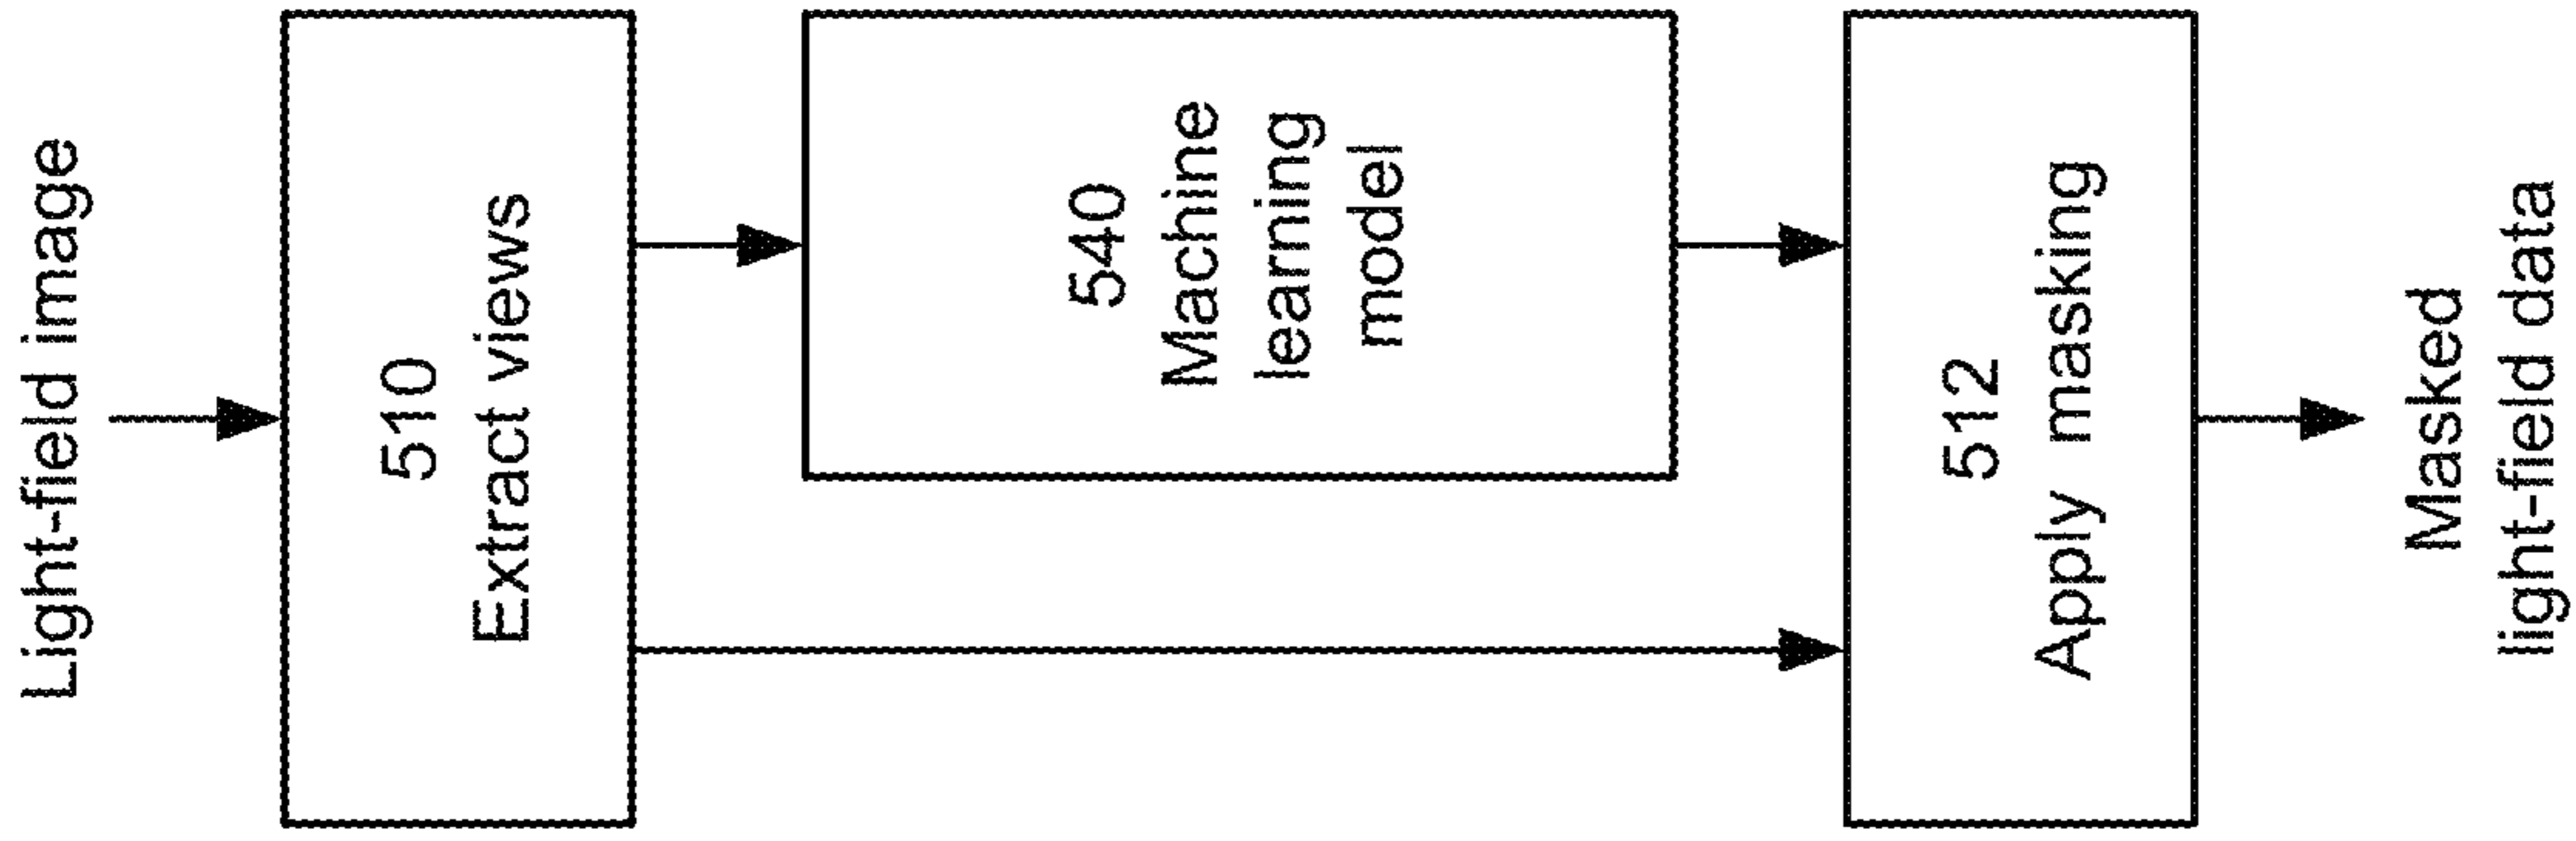 Light-field image
510
Extract views
540
Machine
learning
model
512
Apply masking
Masked
light-field data